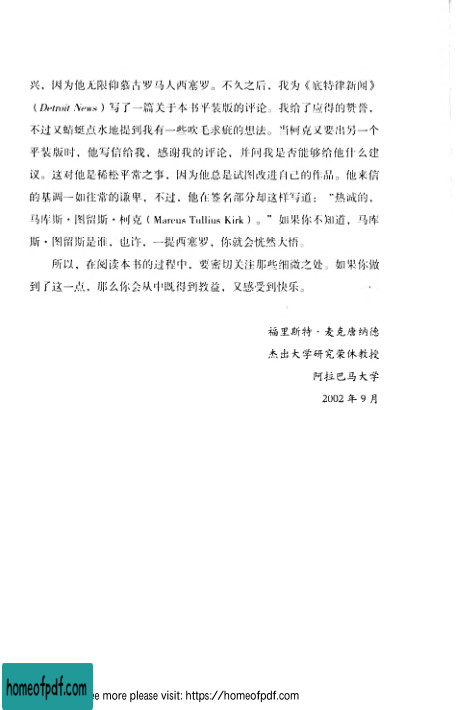 兴，因为他无限仰慕古罗马人西塞罗。不久之后，我为《底特律新闻》
（Detroit News）写了一篇关于本书平装版的评论。我给了应得的赞誉，
不过又蜻蜓点水地提到我有一些吹毛求疵的想法。当柯克又要出另一个
平装版时，他写信给我，感谢我的评论，并问我是否能够给他什么建
议。这对他是稀松平常之事，因为他总是试图改进自己的作品。他来信
的基调一如往常的谦卑，不过，他在签名部分却这样写道：“热诚的，
马库斯·图留斯·柯克（Marcus Tullius Kirk）。”如果你不知道，马库
斯·图留斯是谁，也许，一提西塞罗，你就会恍然大悟。
所以，在阅读本书的过程中，要密切关注那些细微之处。如果你做
到了这一点，那么你会从中既得到教益，又感受到快乐。
福里斯特·麦克唐纳德
杰出大学研究荣休教授
阿拉巴马大学
2002 年 9 月
homeofpdf.com
ee more please visit: https://homeofpdf.com